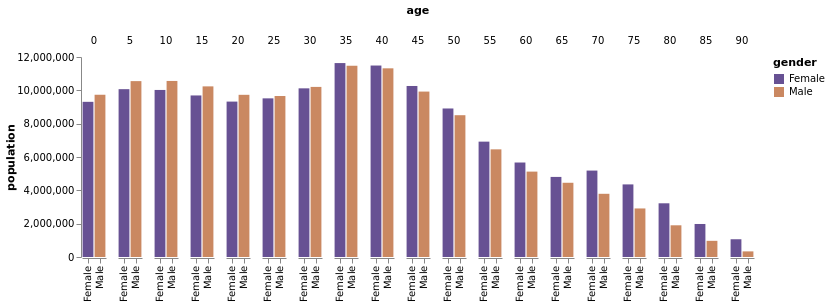 age
0 5 10 15 20 25 30 35 40 45 50 55 60 65 70 75 80 85 90
gender
Female
Male
population
12,000,000
10,000,000
8,000,000
6,000,000
4,000,000
2,000,000
0
Female Male Female Male Female Male Female Male Female Male Female Male Female Male Female Male Female Male Female Male Female Male Female Male Female Male Female Male Female Male Female Male Female Male Female Male Female Male